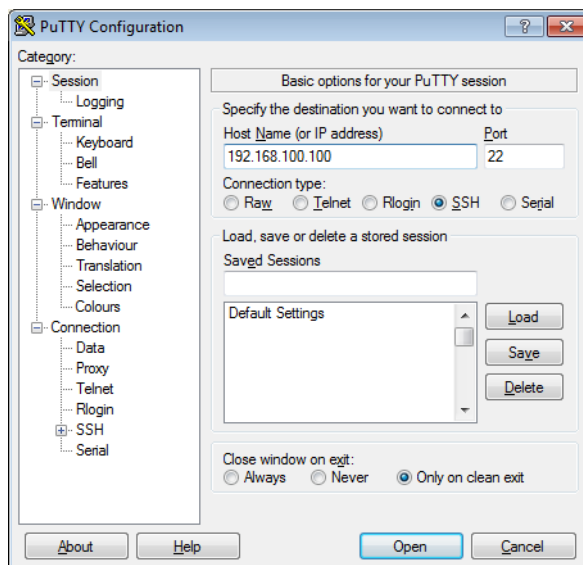 PuTTY Configuration
Category:
Session
Logging
Terminal
Keyboard
Bell
Features
Window
Appearance
Behaviour
Translation
Selection
Colours
Connection
Data
Proxy
Telnet
Rlogin
SSH
Serial
Basic options for your PuTTY session
Specify the destination you want to connect to
Host Name (or IP address) Port
192.168.100.100 22
Connection type:
Raw Telnet Rlogin SSH Serial
Load, save or delete a stored session
Saved Sessions
Default Settings
Load
Save
Delete
Close window on exit:
Always Never Only on clean exit
About Help Open Cancel